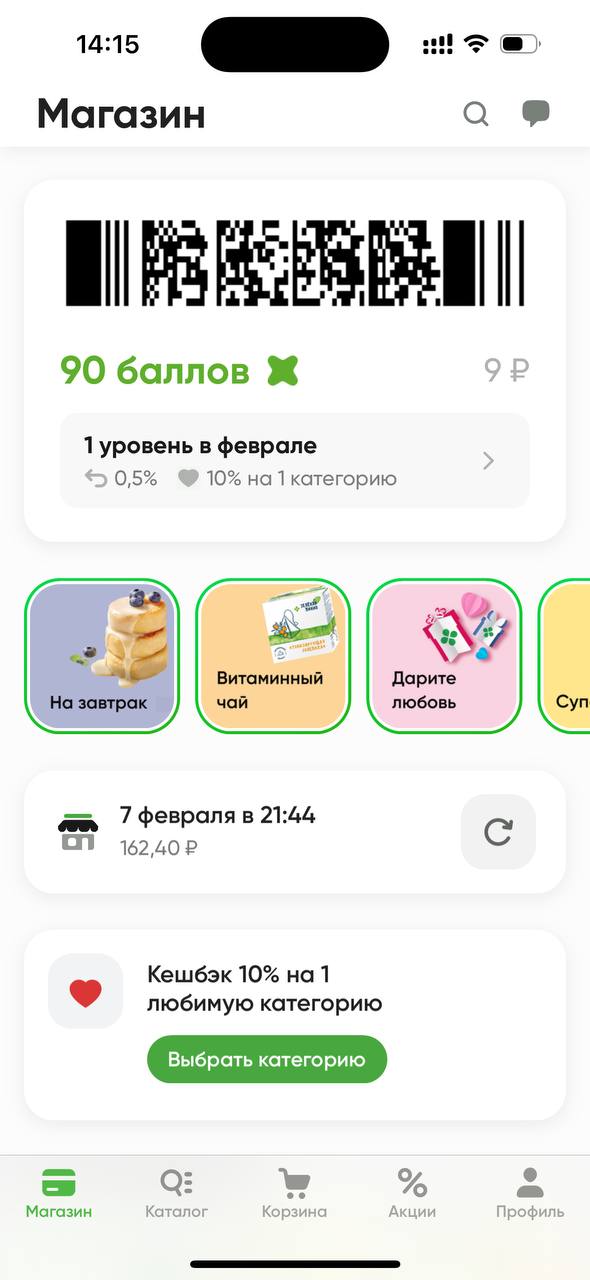 14:15
Магазин
90 баллов 9 ₽
1 уровень в феврале
0,5% 10% на 1 категорию
На завтрак
Витаминный
чай
Дарите
любовь
Суп
7 февраля в 21:44
162,40 ₽
Кешбэк 10% на 1
любимую категорию
Выбрать категорию
Магазин Каталог Корзина Акции Профиль